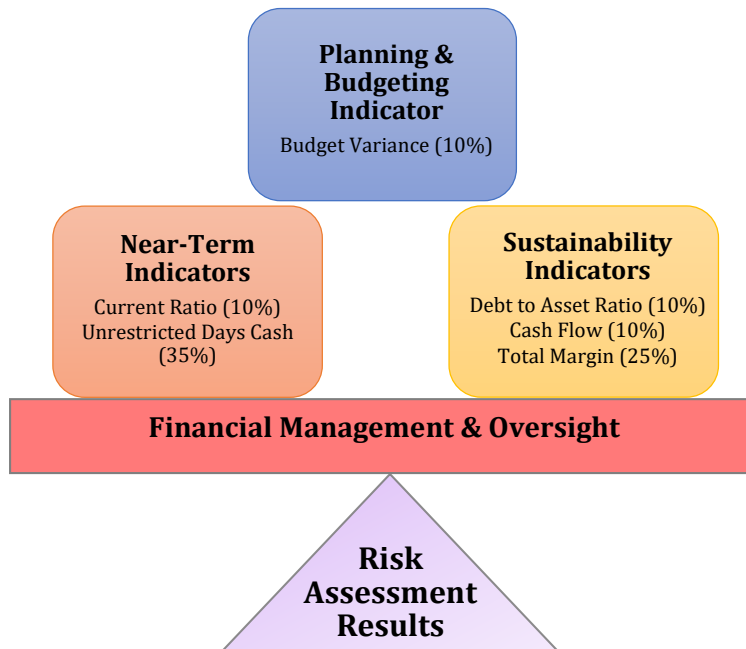 Planning &
Budgeting
Indicator
Budget Variance (10%)
Near-Term
Indicators
Current Ratio (10%)
Unrestricted Days Cash
(35%)
Sustainability
Indicators
Debt to Asset Ratio (10%)
Cash Flow (10%)
Total Margin (25%)
Financial Management & Oversight
Risk
Assessment
Results